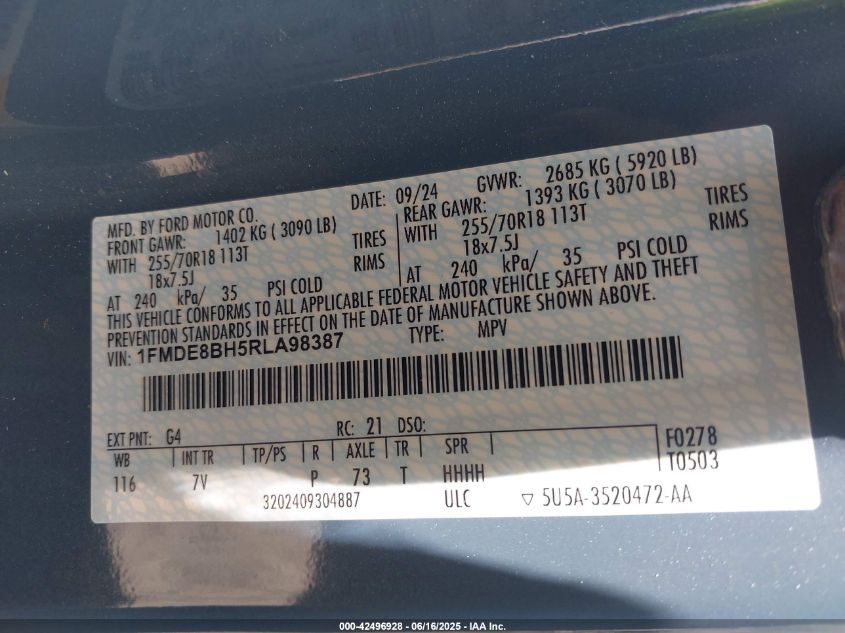 MFD. BY FORD MOTOR CO. DATE: 09/24 GVWR: 2685 KG ( 5920 LB)
FRONT GAWR: 1402 KG ( 3090 LB) REAR GAWR: 1393 KG ( 3070 LB)
WITH 255/70R18 113T TIRES WITH 255/70R18 113T TIRES
18x7.5J RIMS 18x7.5J RIMS
AT 240 kPa/ 35 PSI COLD AT 240 kPa/ 35 PSI COLD
THIS VEHICLE CONFORMS TO ALL APPLICABLE FEDERAL MOTOR VEHICLE SAFETY AND THEFT
PREVENTION STANDARDS IN EFFECT ON THE DATE OF MANUFACTURE SHOWN ABOVE.
VIN: 1FMDE8BH5RLA98387 TYPE: MPV
EXT PNT: G4 RC: 21 DSO: F0278
WB INT TR TP/PS R AXLE TR SPR T0503
116 7V P 73 T HHHH
3202409304887 ULC ▽ 5U5A-3520472-AA
000-42496928 - 06/16/2025 - IAA Inc.